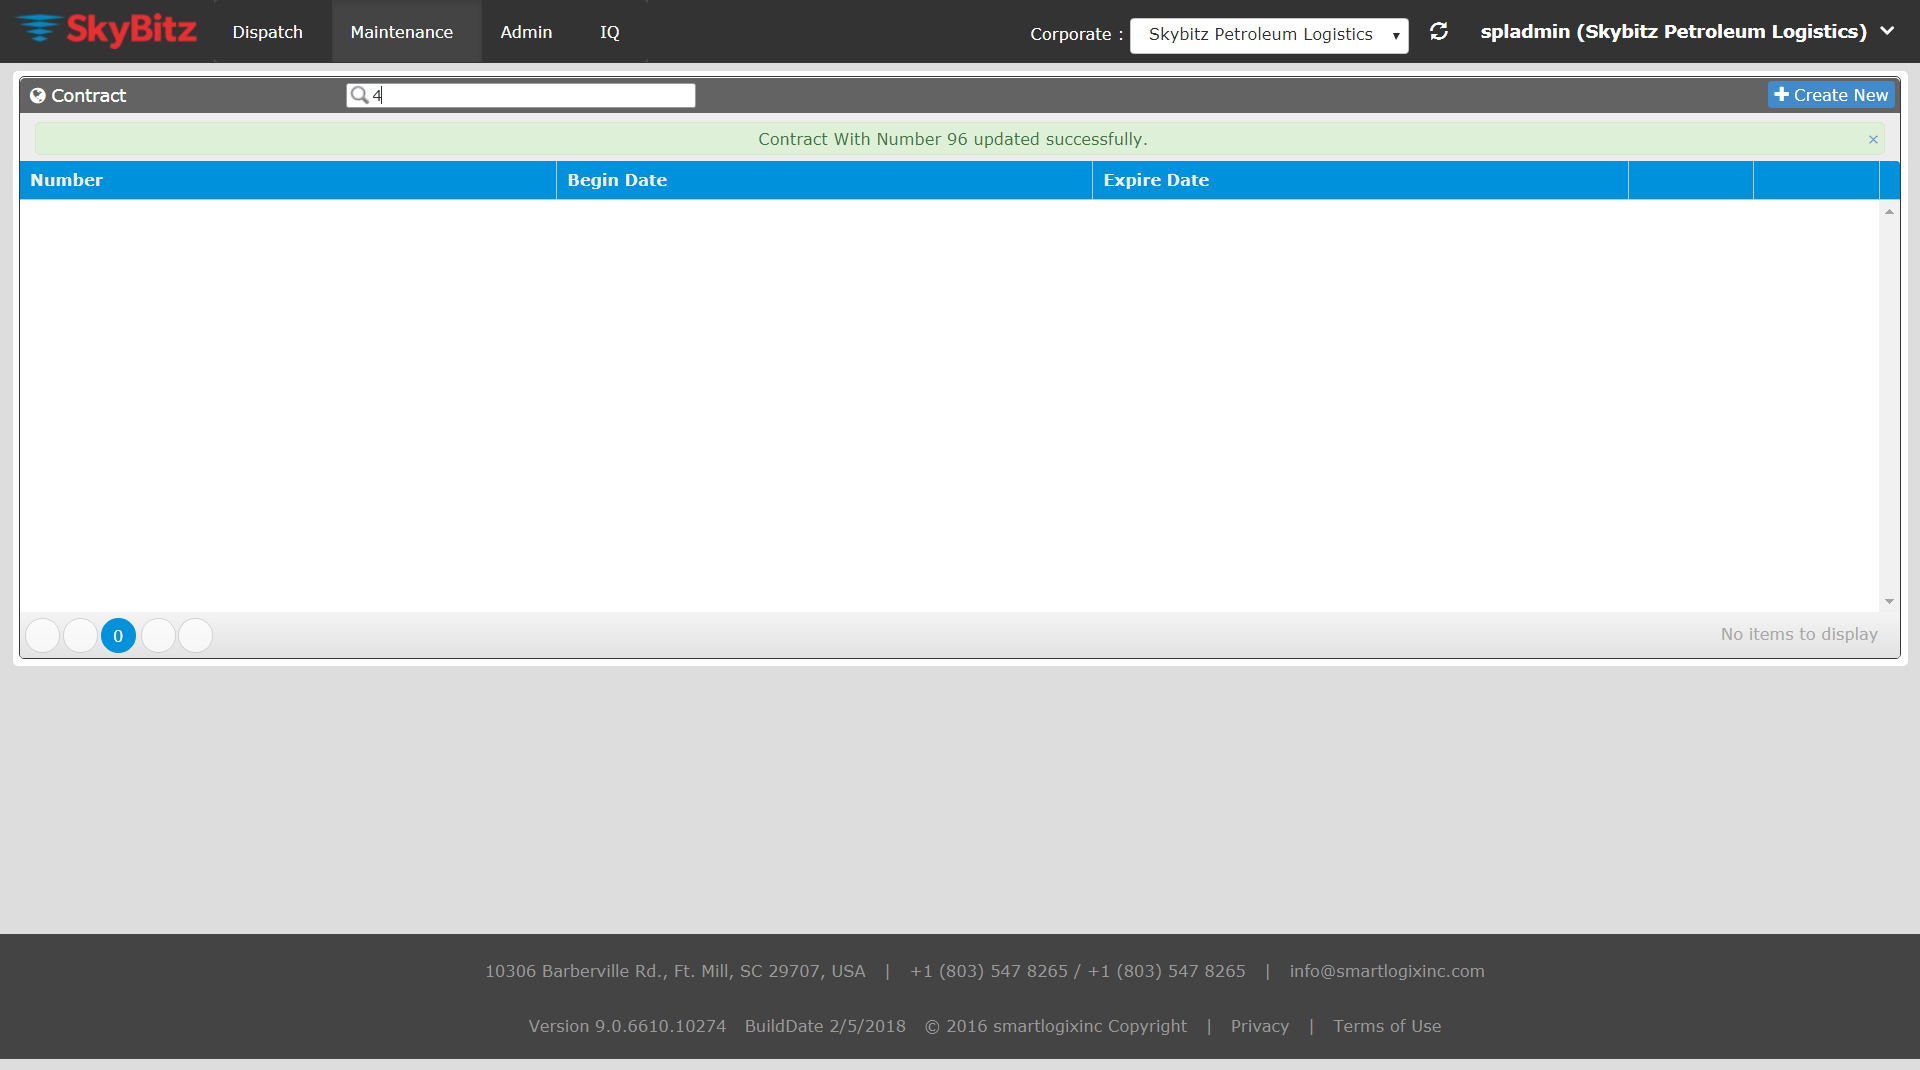 SkyBitz Dispatch Maintenance Admin IQ Corporate : Skybitz Petroleum Logistics spladmin (Skybitz Petroleum Logistics)
Contract 4 Create New
Contract With Number 96 updated successfully. ×
Number Begin Date Expire Date
0 No items to display
10306 Barberville Rd., Ft. Mill, SC 29707, USA | +1 (803) 547 8265 / +1 (803) 547 8265 | info@smartlogixinc.com
Version 9.0.6610.10274 BuildDate 2/5/2018 © 2016 smartlogixinc Copyright | Privacy | Terms of Use